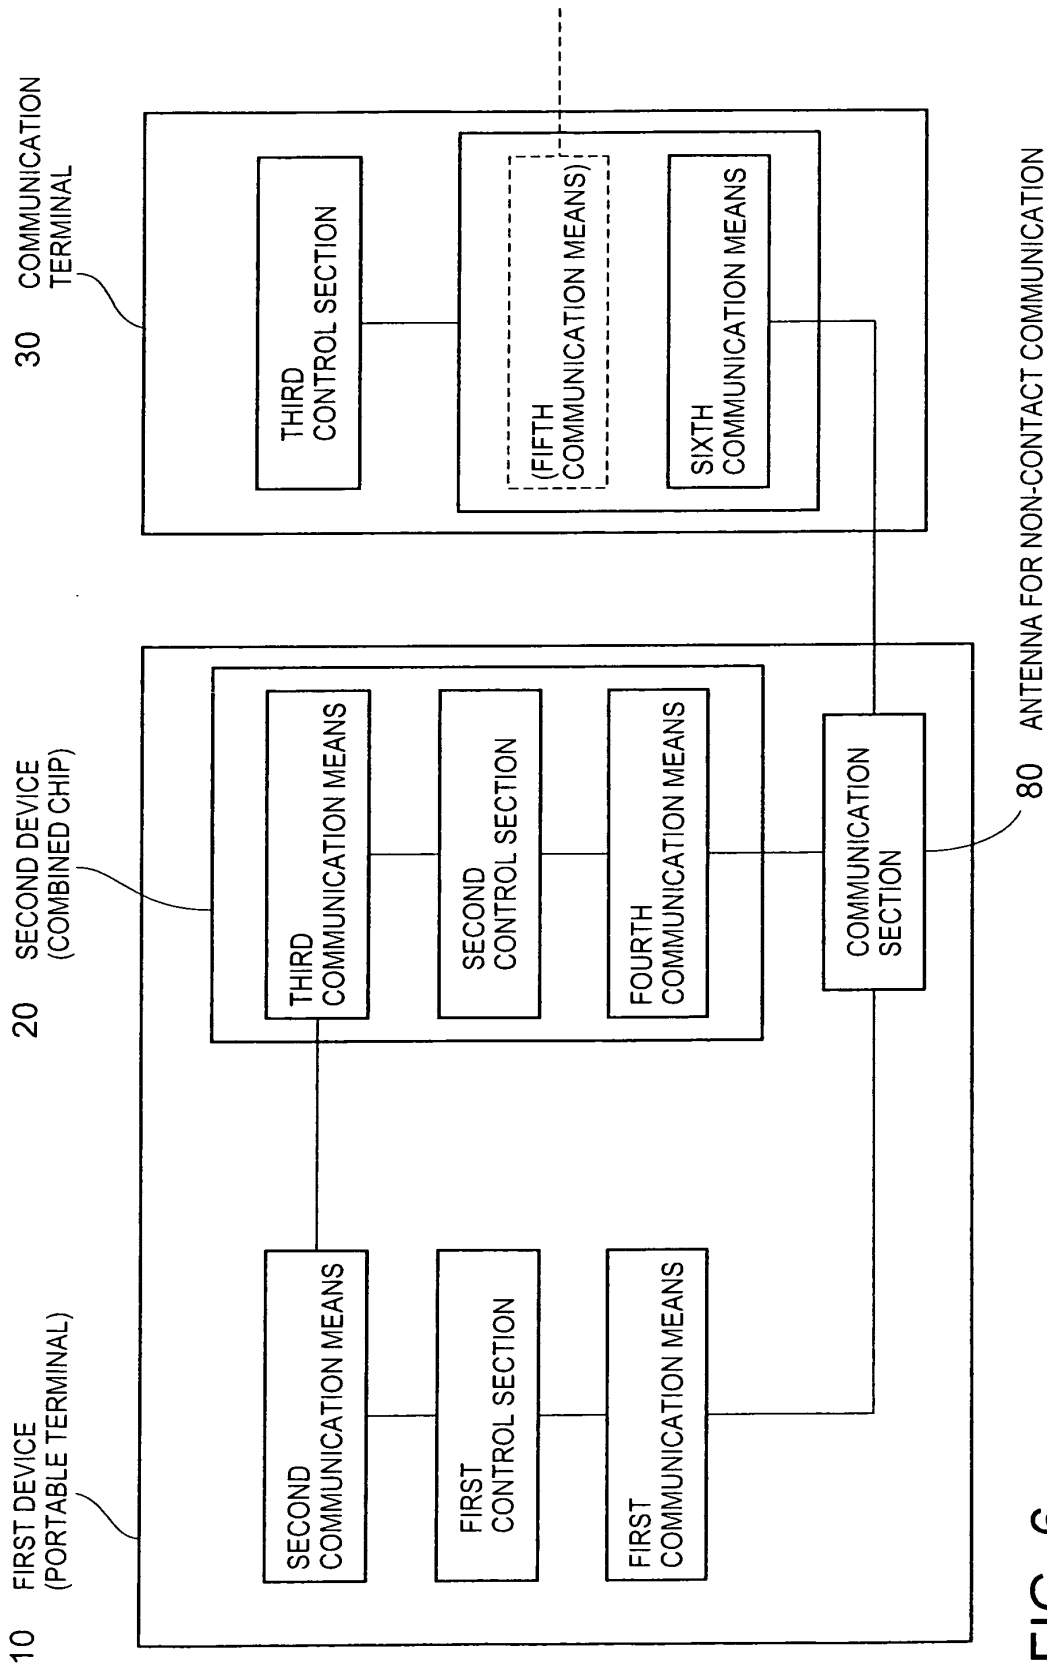 10 FIRST DEVICE
(PORTABLE TERMINAL)
20 SECOND DEVICE
(COMBINED CHIP)
30 COMMUNICATION
TERMINAL
SECOND
COMMUNICATION MEANS
FIRST
CONTROL SECTION
FIRST
COMMUNICATION MEANS
THIRD
COMMUNICATION MEANS
SECOND
CONTROL SECTION
FOURTH
COMMUNICATION MEANS
COMMUNICATION
SECTION
THIRD
CONTROL SECTION
(FIFTH
COMMUNICATION MEANS)
SIXTH
COMMUNICATION MEANS
80 ANTENNA FOR NON-CONTACT COMMUNICATION
FIG. 6